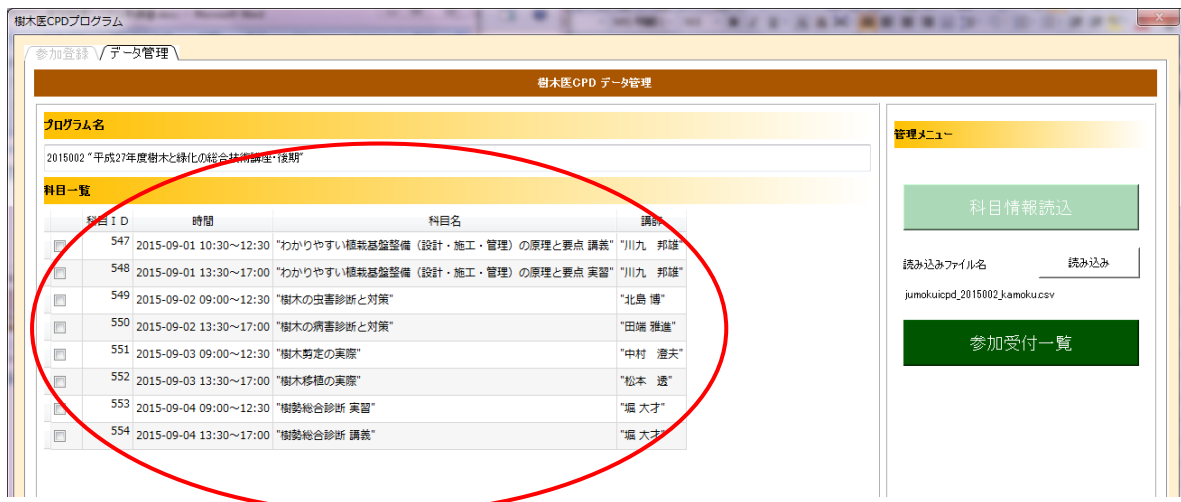 樹木医CPDプログラム
参加登録 データ管理
樹木医CPD データ管理
プログラム名
2015002 "平成27年度樹木と緑化の総合技術講座・後期"
科目一覧
科目ID 時間 科目名 講師
547 2015-09-01 10:30～12:30 "わかりやすい植栽基盤整備（設計・施工・管理）の原理と要点 講義" "川九　邦雄"
548 2015-09-01 13:30～17:00 "わかりやすい植栽基盤整備（設計・施工・管理）の原理と要点 実習" "川九　邦雄"
549 2015-09-02 09:00～12:30 "樹木の虫害診断と対策" "北島 博"
550 2015-09-02 13:30～17:00 "樹木の病害診断と対策" "田端 雅進"
551 2015-09-03 09:00～12:30 "樹木剪定の実際" "中村　澄夫"
552 2015-09-03 13:30～17:00 "樹木移植の実際" "松本　透"
553 2015-09-04 09:00～12:30 "樹勢総合診断 実習" "堀 大才"
554 2015-09-04 13:30～17:00 "樹勢総合診断 講義" "堀 大才"
管理メニュー
科目情報読込
読み込みファイル名 読み込み
jumokuicpd_2015002_kamoku.csv
参加受付一覧